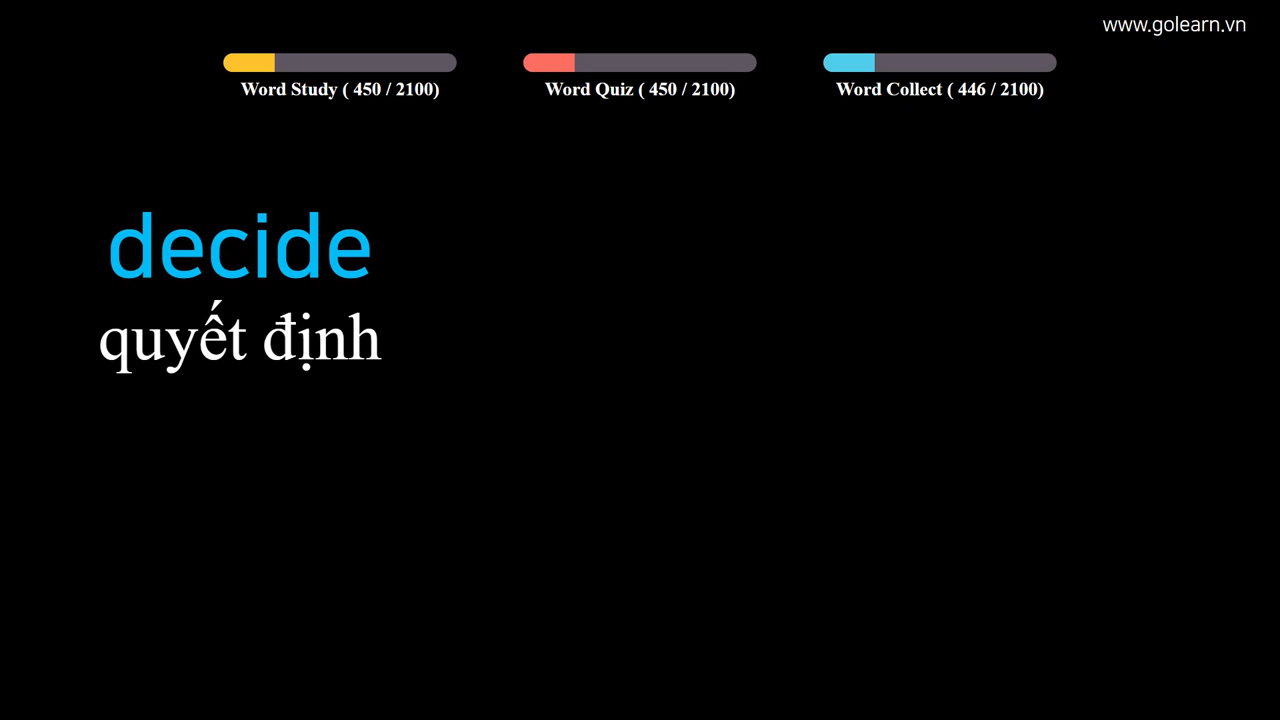 www.golearn.vn
Word Study ( 450 / 2100)
Word Quiz ( 450 / 2100)
Word Collect ( 446 / 2100)
decide
quyết định